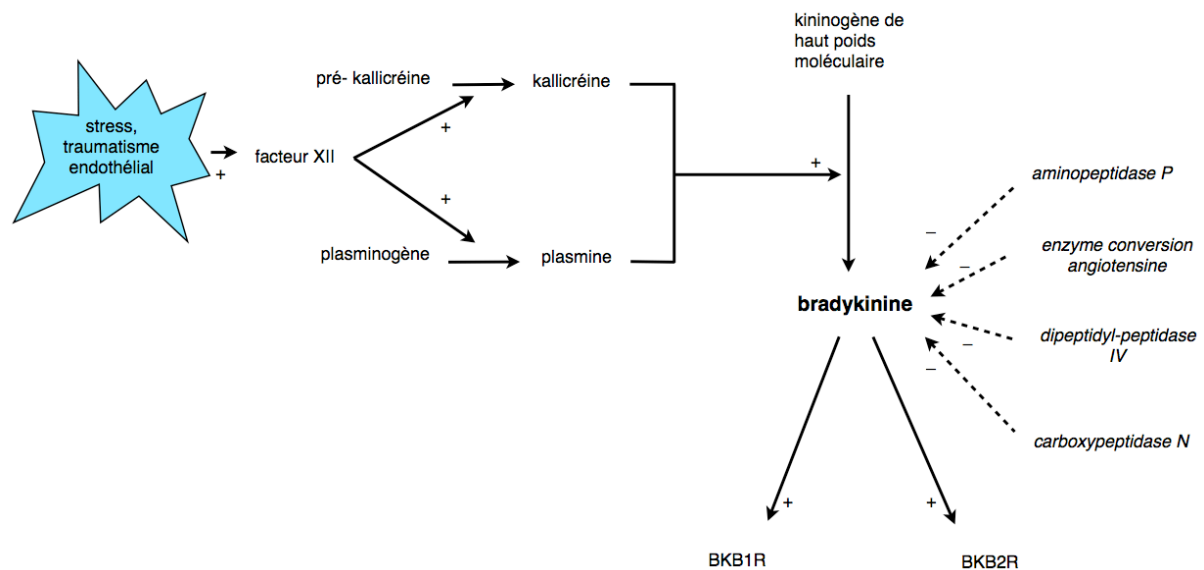 kininogène de
haut poids
moléculaire
pré- kallicréine
kallicréine
stress,
traumatisme
endothélial
+
facteur XII
+
+
+
plasminogène
plasmine
aminopeptidase P
–
enzyme conversion
angiotensine
–
bradykinine
dipeptidyl-peptidase
IV
–
–
carboxypeptidase N
+
+
BKB1R
BKB2R